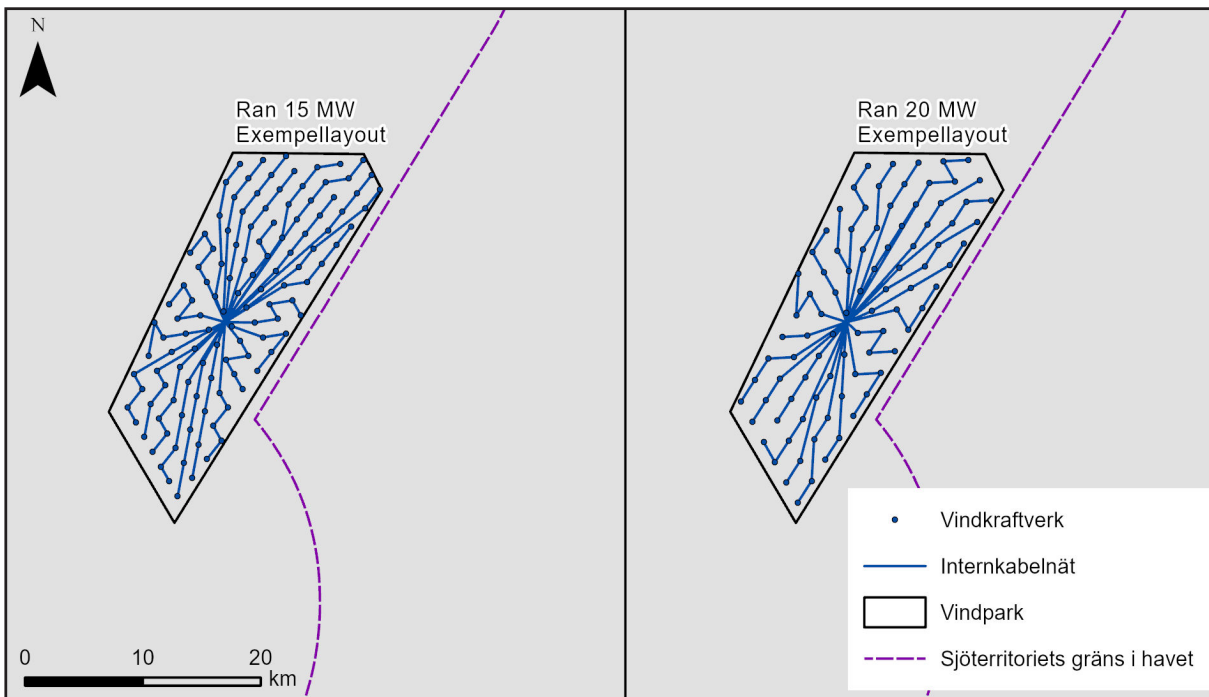 N
Ran 15 MW
Exempellayout
Ran 20 MW
Exempellayout
Vindkraftverk
Internkabelnät
Vindpark
Sjöterritoriets gräns i havet
0 10 20
km